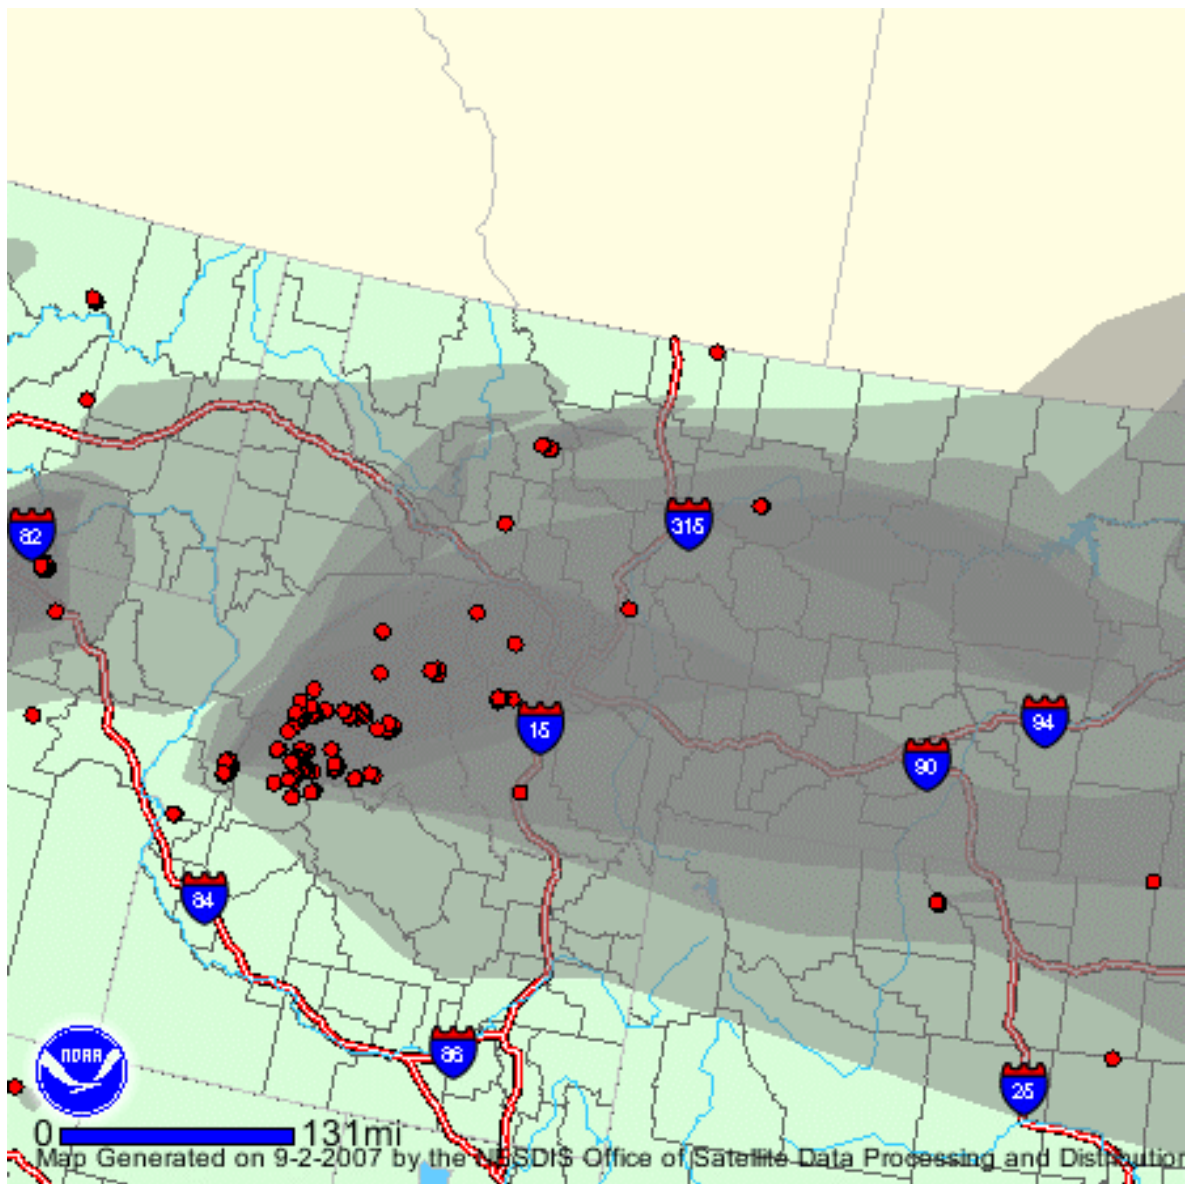 82
315
15
94
90
84
86
25
NOAA
0 131mi
Map Generated on 9-2-2007 by the NESDIS Office of Satellite Data Processing and Distribution